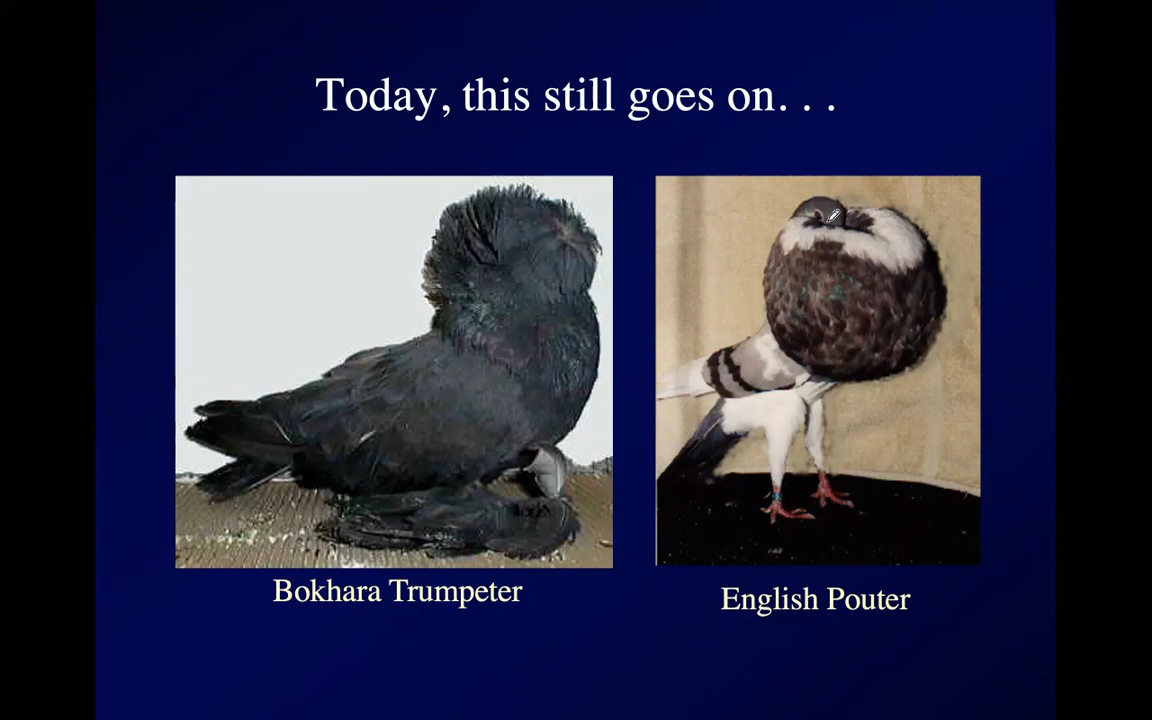 Today, this still goes on. . .
Bokhara Trumpeter
English Pouter